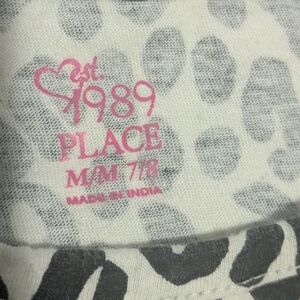 est.
1989
PLACE
M/M 7/8
MADE IN INDIA